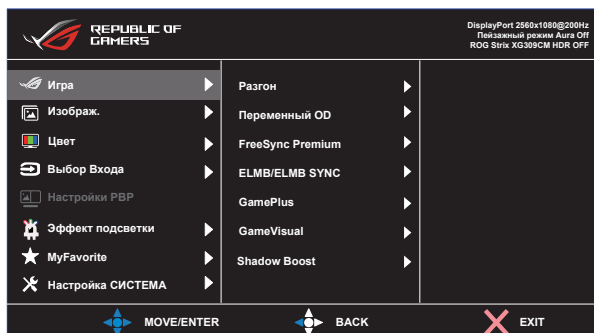 REPUBLIC OF
GAMERS
DisplayPort 2560x1080@200Hz
Пейзажный режим Aura Off
ROG Strix XG309CM HDR OFF
Игра
Изображ.
Цвет
Выбор Входа
Настройки PBP
Эффект подсветки
MyFavorite
Настройка СИСТЕМА
Разгон
Переменный OD
FreeSync Premium
ELMB/ELMB SYNC
GamePlus
GameVisual
Shadow Boost
MOVE/ENTER
BACK
EXIT